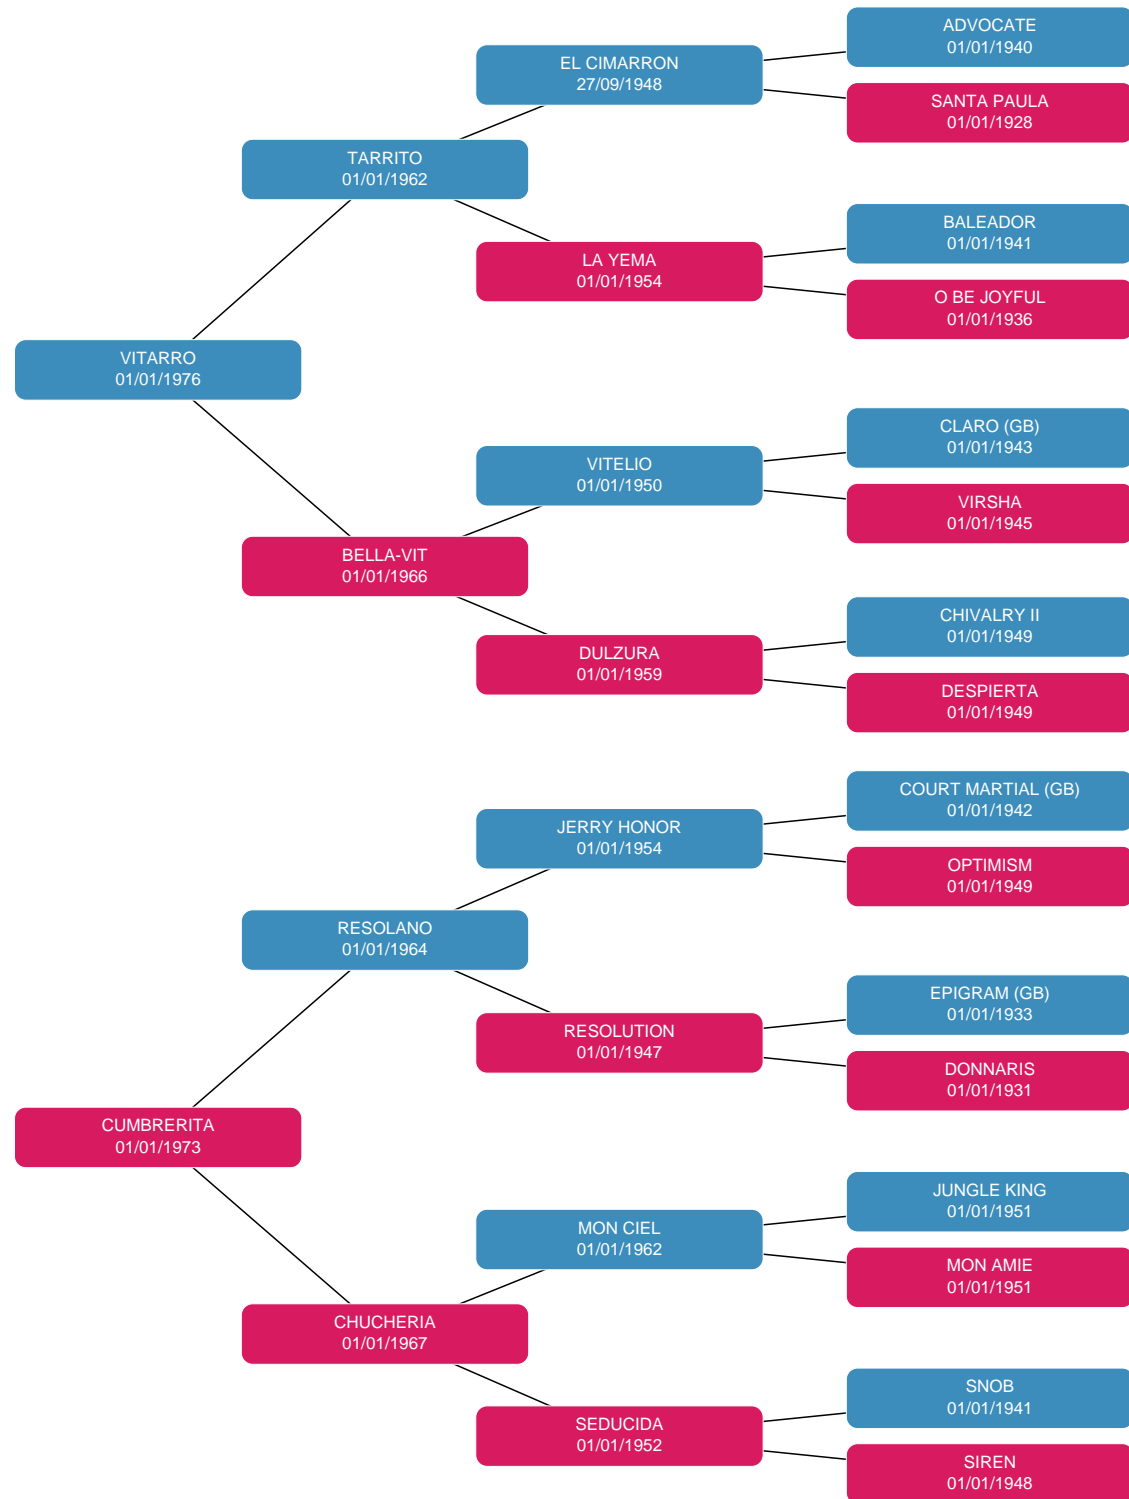 ADVOCATE
01/01/1940
EL CIMARRON
27/09/1948
SANTA PAULA
01/01/1928
TARRITO
01/01/1962
BALEADOR
01/01/1941
LA YEMA
01/01/1954
O BE JOYFUL
01/01/1936
VITARRO
01/01/1976
CLARO (GB)
01/01/1943
VITELIO
01/01/1950
VIRSHA
01/01/1945
BELLA-VIT
01/01/1966
CHIVALRY II
01/01/1949
DULZURA
01/01/1959
DESPIERTA
01/01/1949
COURT MARTIAL (GB)
01/01/1942
JERRY HONOR
01/01/1954
OPTIMISM
01/01/1949
RESOLANO
01/01/1964
EPIGRAM (GB)
01/01/1933
RESOLUTION
01/01/1947
DONNARIS
01/01/1931
CUMBRERITA
01/01/1973
JUNGLE KING
01/01/1951
MON CIEL
01/01/1962
MON AMIE
01/01/1951
CHUCHERIA
01/01/1967
SNOB
01/01/1941
SEDUCIDA
01/01/1952
SIREN
01/01/1948